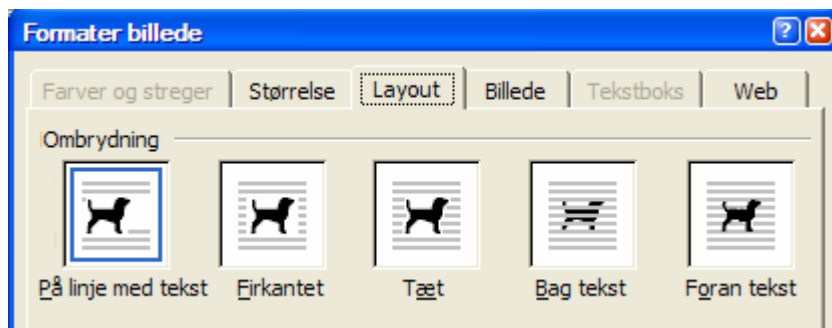 Formater billede
Farver og streger Størrelse Layout Billede Tekstboks Web
Ombrydning
På linje med tekst Firkantet Tæt Bag tekst Foran tekst